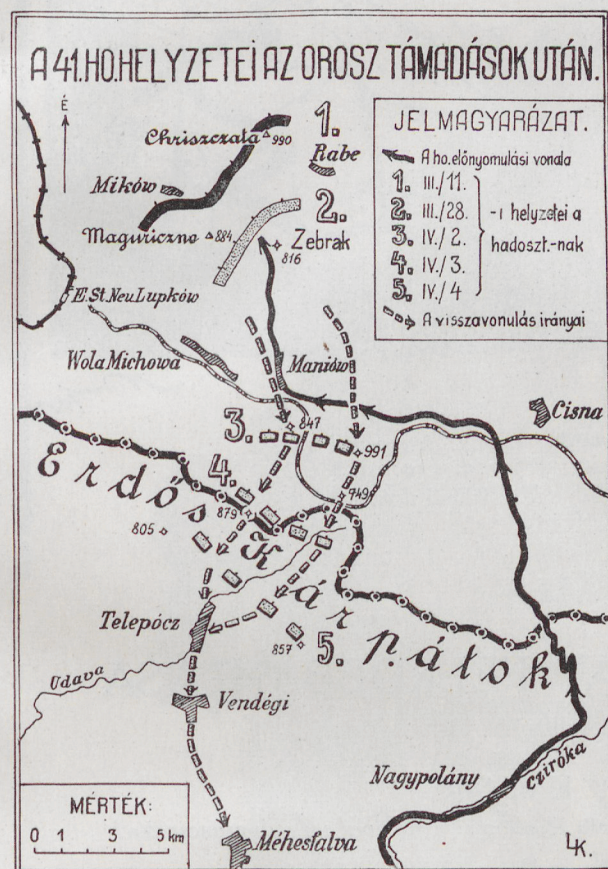 A 41. HO. HELYZETEI AZ OROSZ TÁMADÁSOK UTÁN.
É
Chriszczata 990
1.
Rabe
Mików
2.
Maguriczne 884
Zebrak
816
E. St. Neu Lupków
JELMAGYARÁZAT.
A ho. előnyomulási vonala
1. III./11.
2. III./28.
3. IV./2.
4. IV./3.
5. IV./4
-i helyzetei a
hadoszt.-nak
A visszavonulás irányai
Wola Michowa
Maniów
Cisna
3.
847
991
4.
949
879
805
Erdős Kárpátok
Telepócz
857
5.
Udava
Vendégi
Nagypolány
Cziróka
MÉRTÉK:
0 1 3 5 km
Méhesfalva
LK.